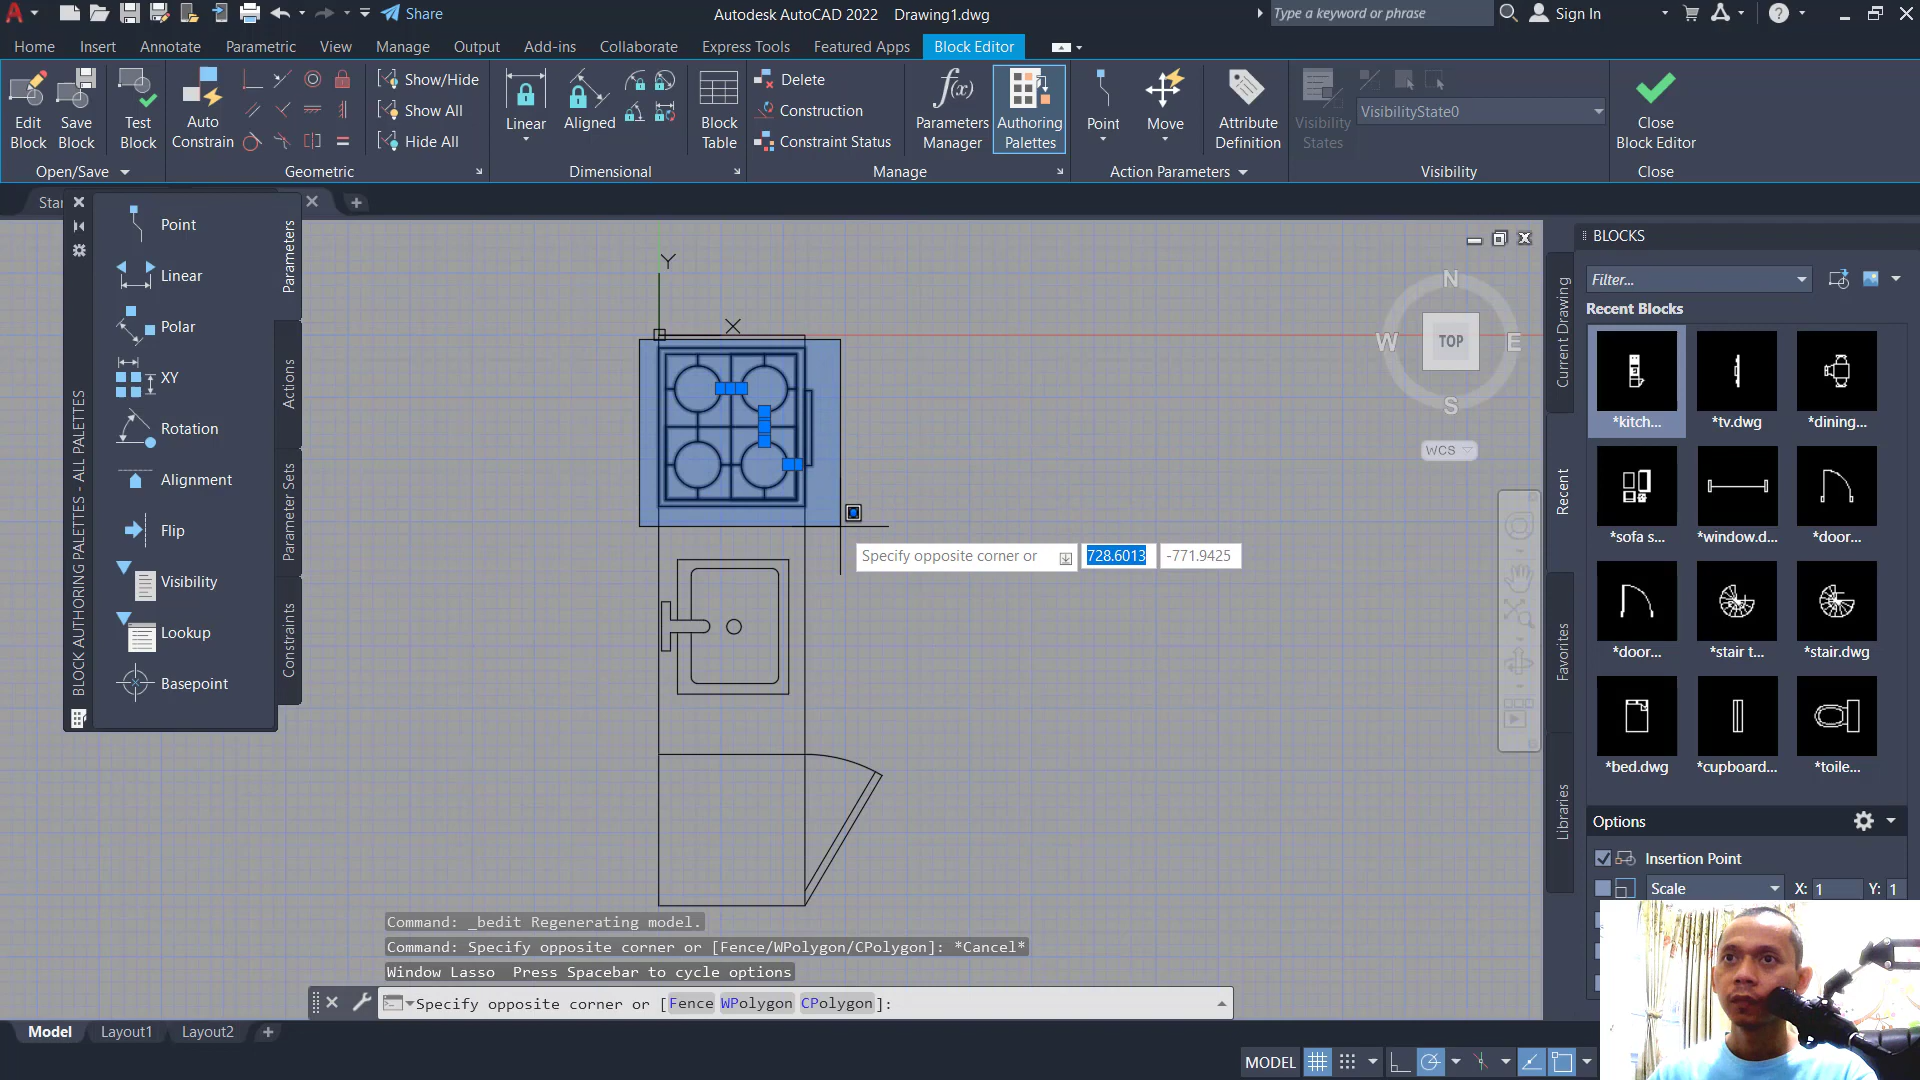 Share
Autodesk AutoCAD 2022 Drawing1.dwg
Type a keyword or phrase
Sign In
Home Insert Annotate Parametric View Manage Output Add-ins Collaborate Express Tools Featured Apps Block Editor
Edit Block
Save Block
Test Block
Auto Constrain
Show/Hide
Show All
Hide All
Linear
Aligned
Block Table
Delete
Construction
Constraint Status
Parameters Manager
Authoring Palettes
Point
Move
Attribute Definition
Visibility States
VisibilityState0
Close Block Editor
Open/Save
Geometric
Dimensional
Manage
Action Parameters
Visibility
Close
Star
Point
Linear
Polar
XY
Rotation
Alignment
Flip
Visibility
Lookup
Basepoint
Parameters
Actions
Parameter Sets
Constraints
BLOCK AUTHORING PALETTES - ALL PALETTES
Y
X
N
W
TOP
E
S
WCS
Specify opposite corner or 728.6013 -771.9425
Current Drawing
Recent
Favorites
Libraries
BLOCKS
Filter...
Recent Blocks
*kitch... *tv.dwg *dining...
*sofa s... *window.d... *door...
*door... *stair t... *stair.dwg
*bed.dwg *cupboard... *toile...
Options
Insertion Point
Scale X: 1 Y: 1
Command: _bedit Regenerating model.
Command: Specify opposite corner or [Fence/WPolygon/CPolygon]: *Cancel*
Window Lasso Press Spacebar to cycle options
Specify opposite corner or [Fence WPolygon CPolygon]:
Model Layout1 Layout2
MODEL